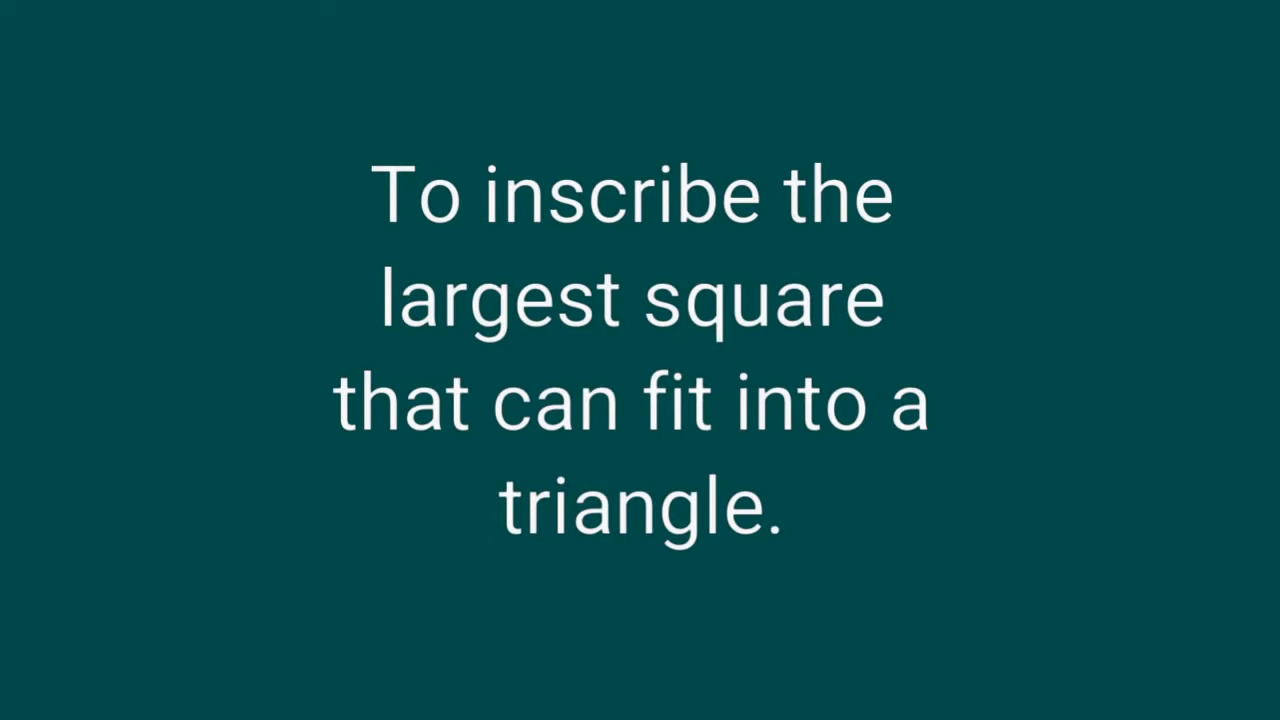 To inscribe the
largest square
that can fit into a
triangle.